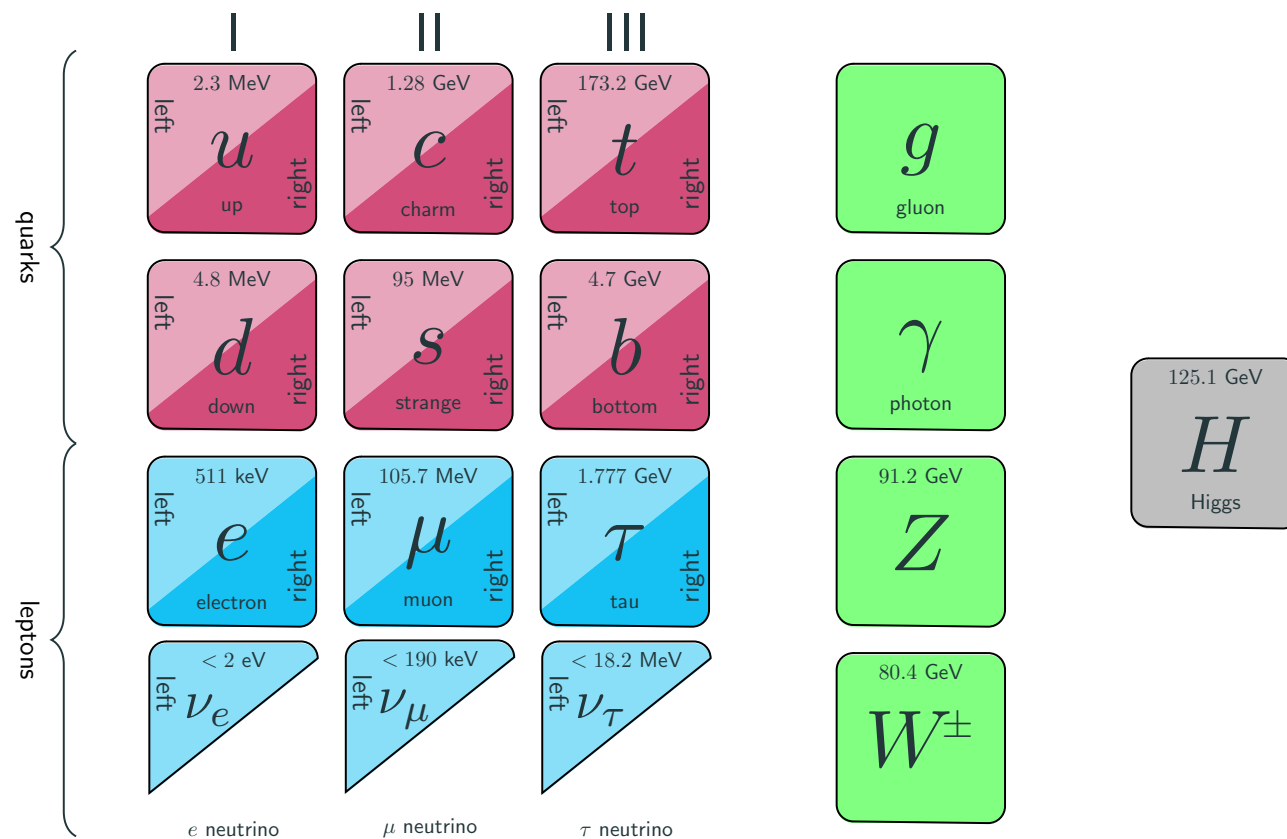 I II III
quarks
2.3 MeV
left
u
right
up
1.28 GeV
left
c
right
charm
173.2 GeV
left
t
right
top
g
gluon
4.8 MeV
left
d
right
down
95 MeV
left
s
right
strange
4.7 GeV
left
b
right
bottom
γ
photon
125.1 GeV
H
Higgs
leptons
511 keV
left
e
right
electron
105.7 MeV
left
μ
right
muon
1.777 GeV
left
τ
right
tau
91.2 GeV
Z
< 2 eV
left
νe
e neutrino
< 190 keV
left
νμ
μ neutrino
< 18.2 MeV
left
ντ
τ neutrino
80.4 GeV
W±